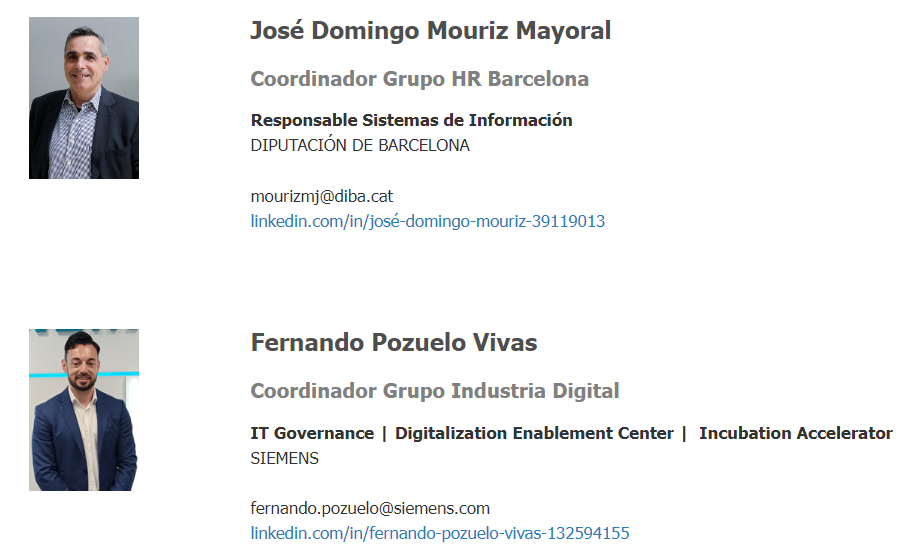 José Domingo Mouriz Mayoral
Coordinador Grupo HR Barcelona
Responsable Sistemas de Información
DIPUTACIÓN DE BARCELONA
mourizmj@diba.cat
linkedin.com/in/josé-domingo-mouriz-39119013
Fernando Pozuelo Vivas
Coordinador Grupo Industria Digital
IT Governance | Digitalization Enablement Center | Incubation Accelerator
SIEMENS
fernando.pozuelo@siemens.com
linkedin.com/in/fernando-pozuelo-vivas-132594155